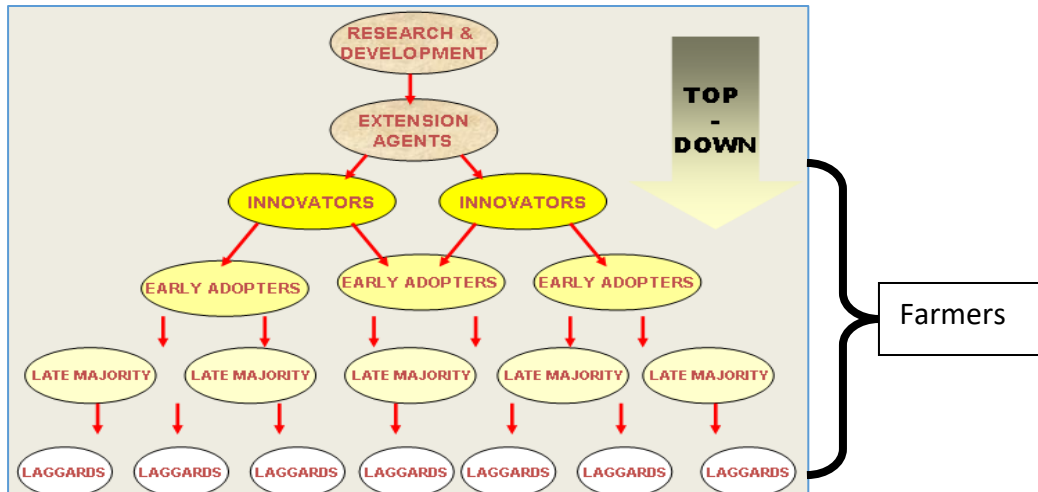 RESEARCH &
DEVELOPMENT
TOP
-
DOWN
EXTENSION
AGENTS
INNOVATORS
INNOVATORS
EARLY ADOPTERS
EARLY ADOPTERS
EARLY ADOPTERS
Farmers
LATE MAJORITY
LATE MAJORITY
LATE MAJORITY
LATE MAJORITY
LATE MAJORITY
LAGGARDS
LAGGARDS
LAGGARDS
LAGGARDS
LAGGARDS
LAGGARDS
LAGGARDS